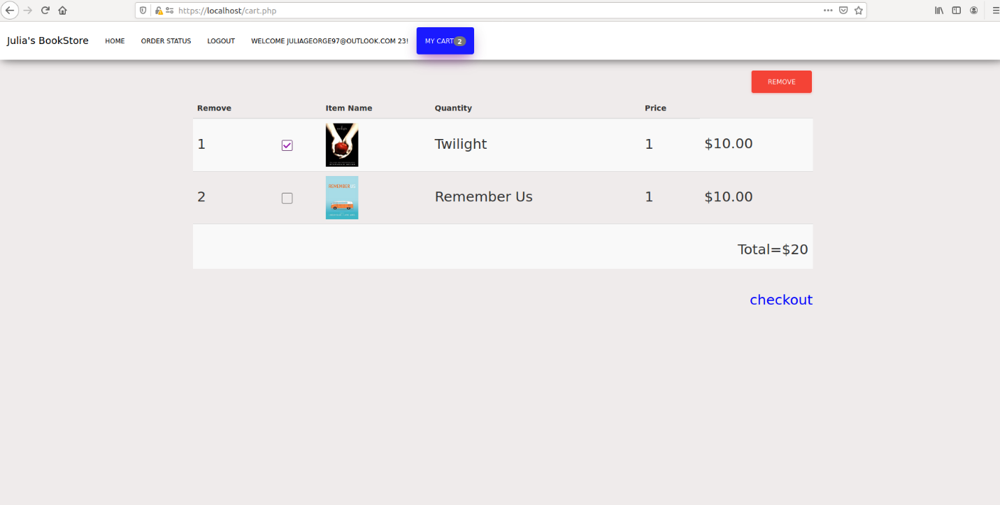 https://localhost/cart.php
Julia's BookStore HOME ORDER STATUS LOGOUT WELCOME JULIAGEORGE97@OUTLOOK.COM 23! MY CART 2
REMOVE
Remove Item Name Quantity Price
1 twilight Twilight 1 $10.00
2 REMEMBER US Remember Us 1 $10.00
Total=$20
checkout